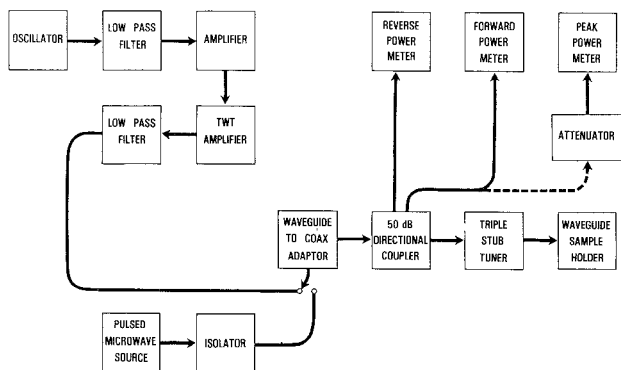 OSCILLATOR
LOW PASS
FILTER
AMPLIFIER
REVERSE
POWER
METER
FORWARD
POWER
METER
PEAK
POWER
METER
LOW PASS
FILTER
TWT
AMPLIFIER
ATTENUATOR
WAVEGUIDE
TO COAX
ADAPTOR
50 dB
DIRECTIONAL
COUPLER
TRIPLE
STUB
TUNER
WAVEGUIDE
SAMPLE
HOLDER
PULSED
MICROWAVE
SOURCE
ISOLATOR